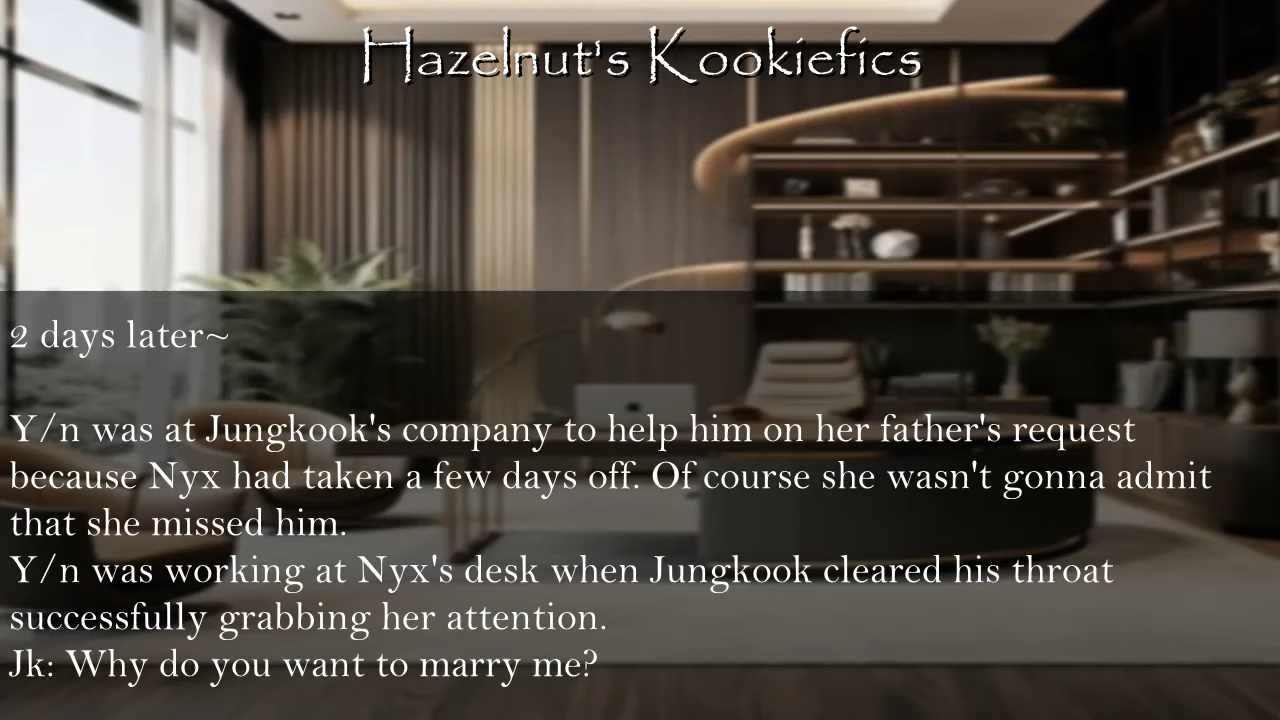 Hazelnut's Kookiefics
2 days later~
Y/n was at Jungkook's company to help him on her father's request
because Nyx had taken a few days off. Of course she wasn't gonna admit
that she missed him.
Y/n was working at Nyx's desk when Jungkook cleared his throat
successfully grabbing her attention.
Jk: Why do you want to marry me?